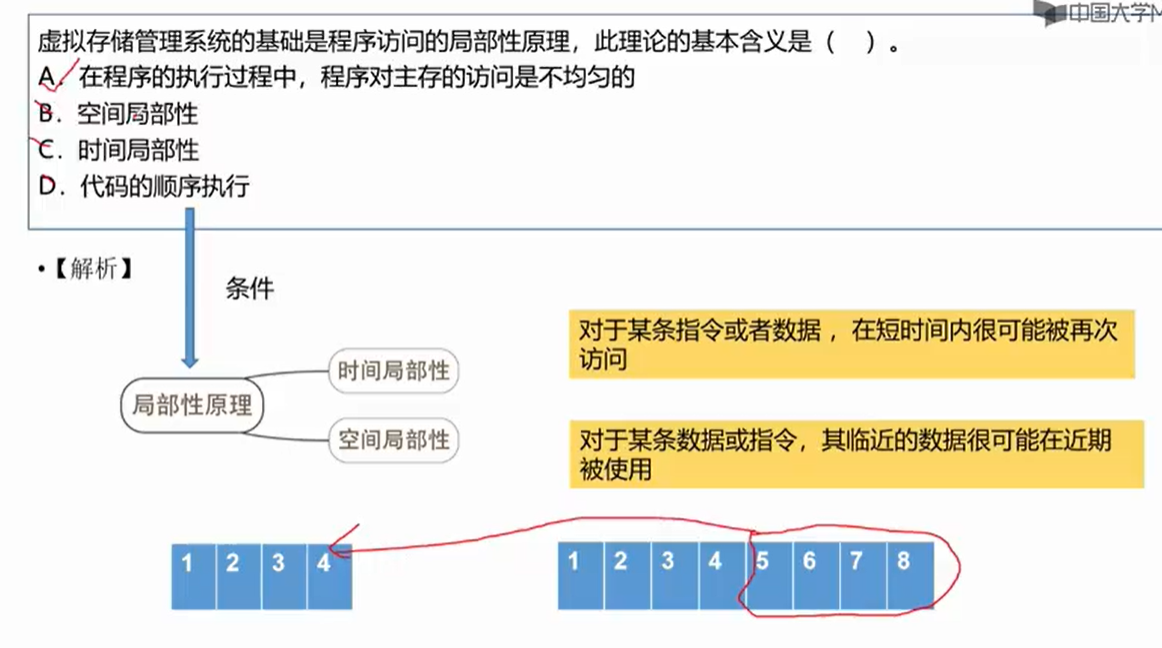 中国大学M
虚拟存储管理系统的基础是程序访问的局部性原理，此理论的基本含义是（ ）。
A．在程序的执行过程中，程序对主存的访问是不均匀的
B．空间局部性
C．时间局部性
D．代码的顺序执行
•【解析】
条件
对于某条指令或者数据，在短时间内很可能被再次
访问
时间局部性
局部性原理
空间局部性
对于某条数据或指令，其临近的数据很可能在近期
被使用
1 2 3 4
1 2 3 4 5 6 7 8